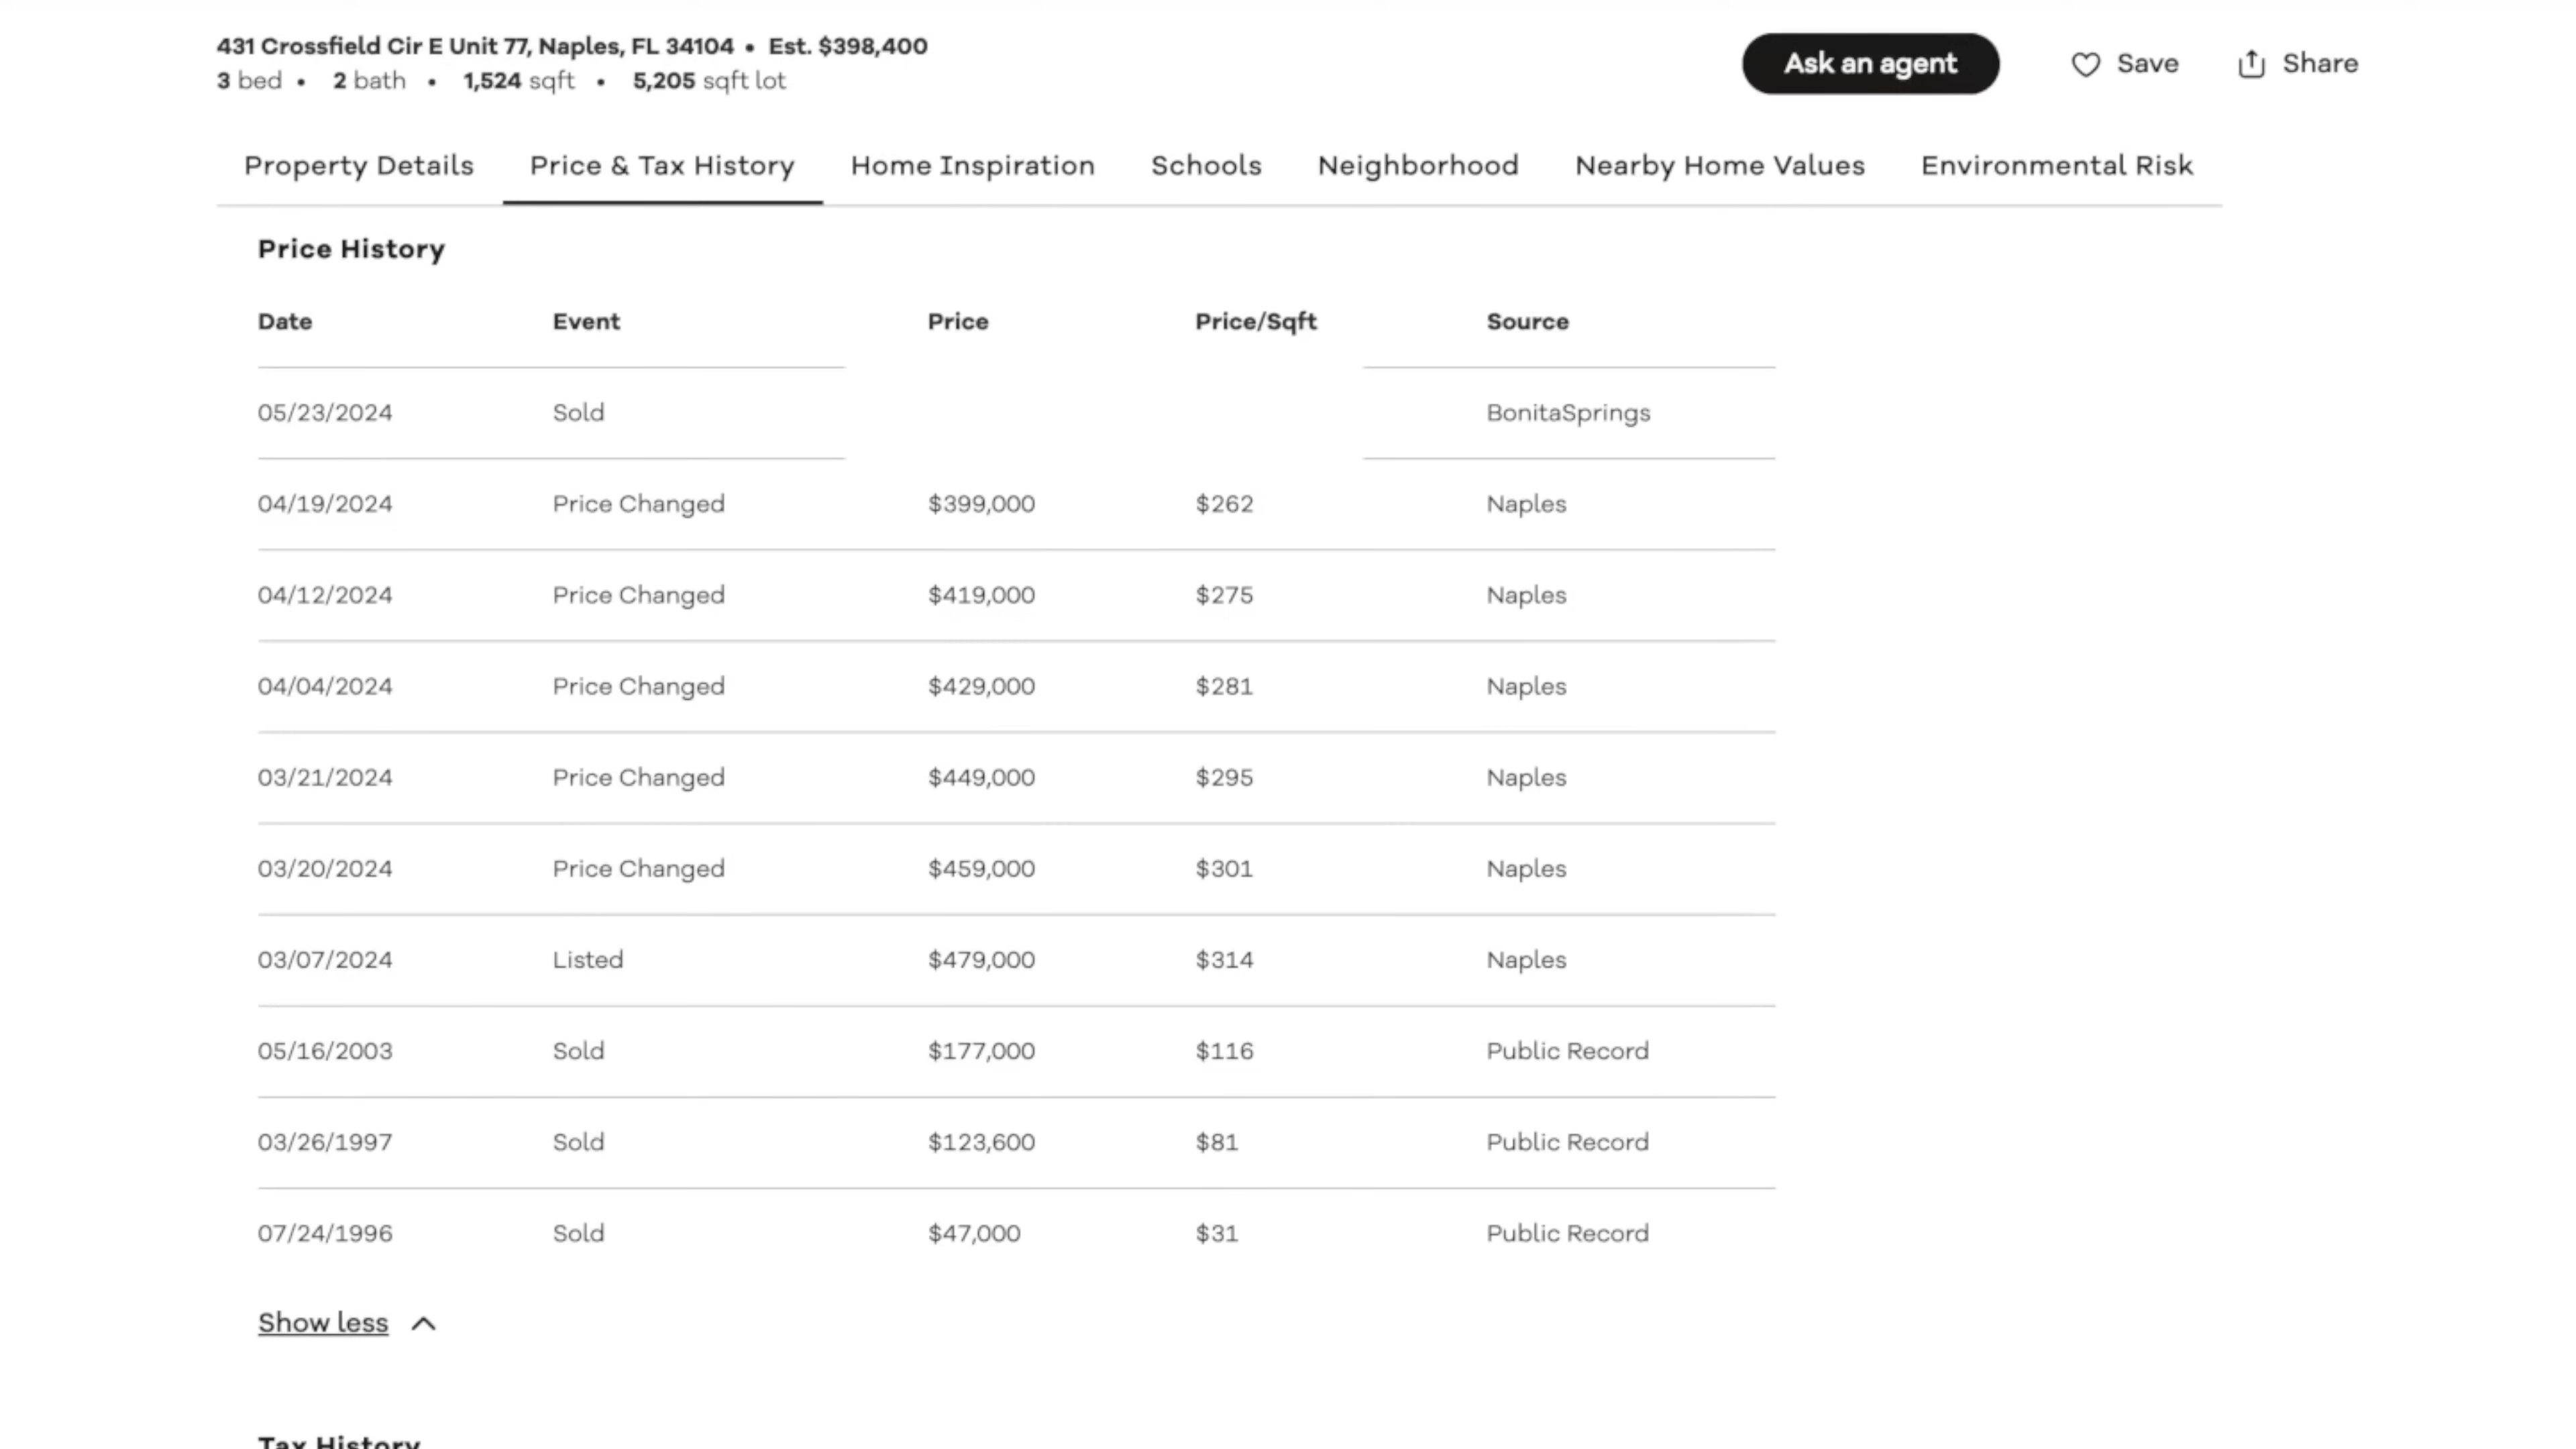 431 Crossfield Cir E Unit 77, Naples, FL 34104 • Est. $398,400
3 bed • 2 bath • 1,524 sqft • 5,205 sqft lot
Ask an agent
Save
Share
Property Details Price & Tax History Home Inspiration Schools Neighborhood Nearby Home Values Environmental Risk
Price History
Date Event Price Price/Sqft Source
05/23/2024 Sold BonitaSprings
04/19/2024 Price Changed $399,000 $262 Naples
04/12/2024 Price Changed $419,000 $275 Naples
04/04/2024 Price Changed $429,000 $281 Naples
03/21/2024 Price Changed $449,000 $295 Naples
03/20/2024 Price Changed $459,000 $301 Naples
03/07/2024 Listed $479,000 $314 Naples
05/16/2003 Sold $177,000 $116 Public Record
03/26/1997 Sold $123,600 $81 Public Record
07/24/1996 Sold $47,000 $31 Public Record
Show less
Tax History